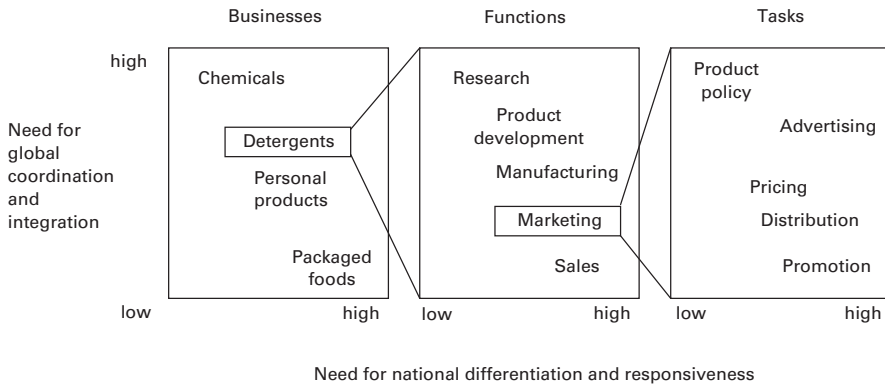 Businesses
Functions
Tasks
high
Need for
global
coordination
and
integration
Chemicals
Detergents
Personal
products
Packaged
foods
Research
Product
development
Manufacturing
Marketing
Sales
Product
policy
Advertising
Pricing
Distribution
Promotion
low
high
low
high
low
high
Need for national differentiation and responsiveness